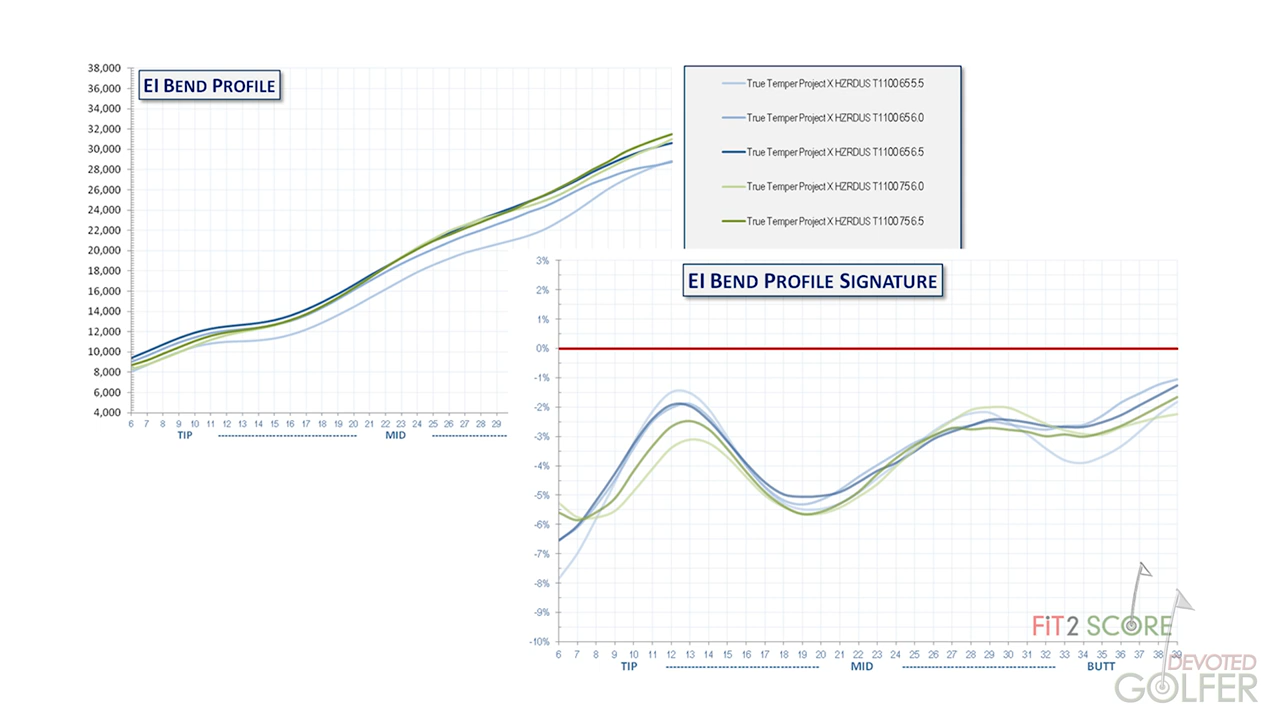 EI BEND PROFILE
38,000
36,000
34,000
32,000
30,000
28,000
26,000
24,000
22,000
20,000
18,000
16,000
14,000
12,000
10,000
8,000
6,000
4,000
6 7 8 9 10 11 12 13 14 15 16 17 18 19 20 21 22 23 24 25 26 27 28 29
TIP MID
True Temper Project X HZRDUS T1100 65 5.5
True Temper Project X HZRDUS T1100 65 6.0
True Temper Project X HZRDUS T1100 65 6.5
True Temper Project X HZRDUS T1100 75 6.0
True Temper Project X HZRDUS T1100 75 6.5
EI BEND PROFILE SIGNATURE
3%
2%
1%
0%
-1%
-2%
-3%
-4%
-5%
-6%
-7%
-8%
-9%
-10%
6 7 8 9 10 11 12 13 14 15 16 17 18 19 20 21 22 23 24 25 26 27 28 29 30 31 32 33 34 35 36 37 38 39
TIP MID BUTT
FiT2 SCORE
DEVOTED
GOLFER